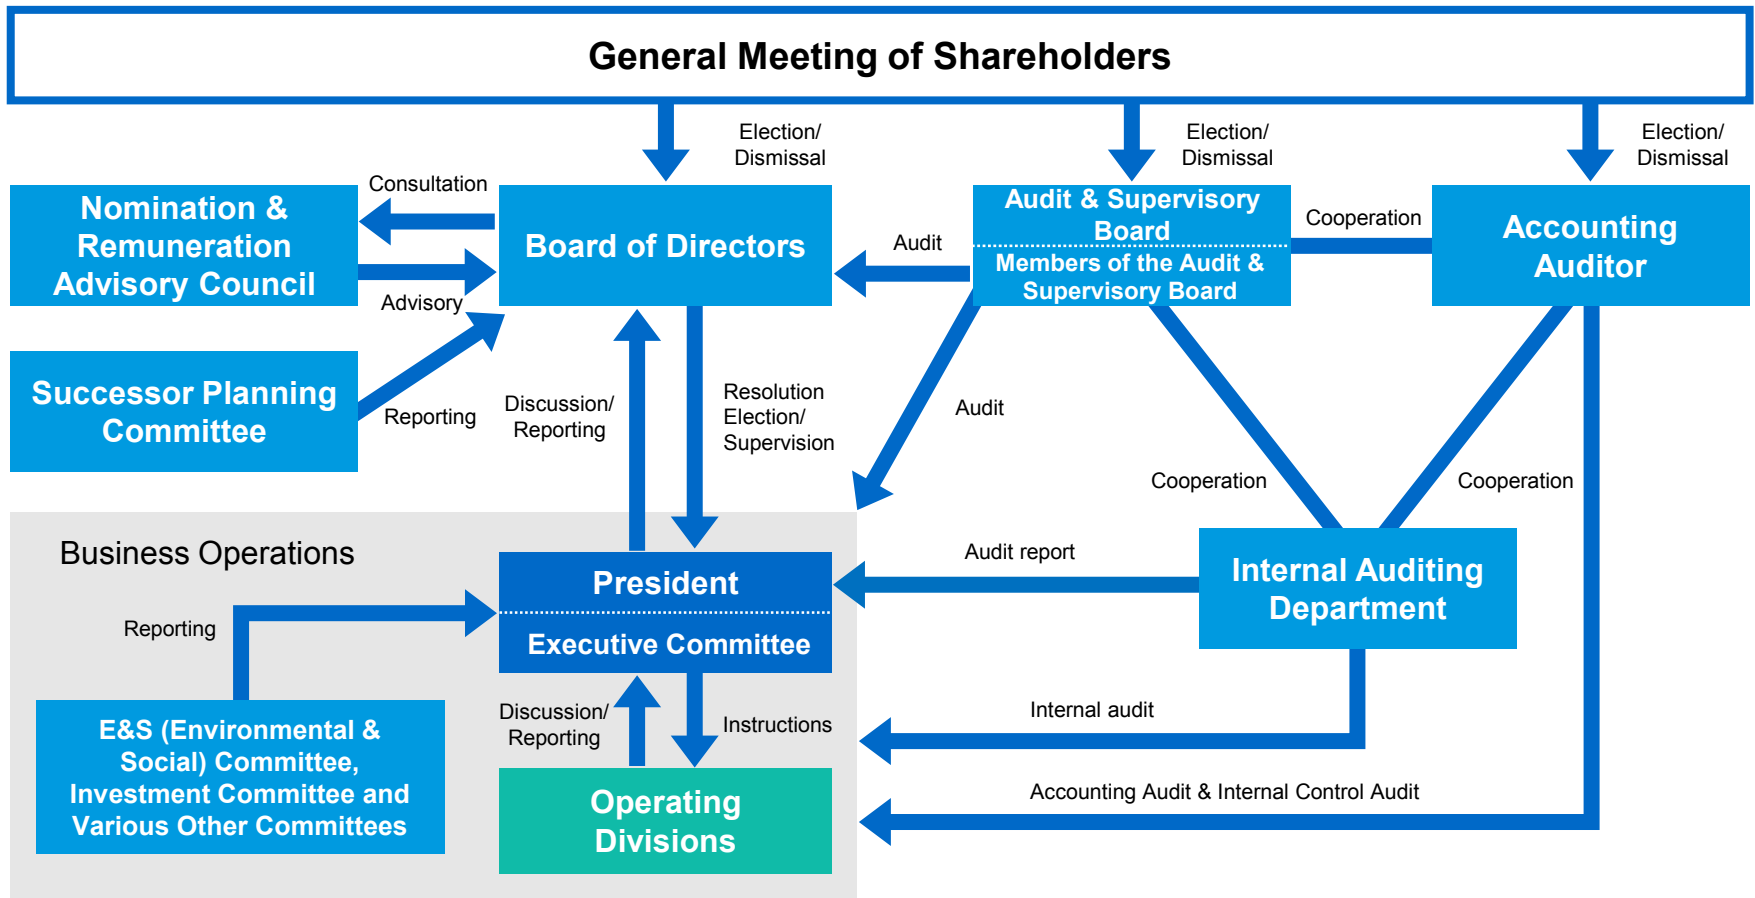 General Meeting of Shareholders
Election/
Dismissal
Election/
Dismissal
Election/
Dismissal
Nomination &
Remuneration
Advisory Council
Consultation
Advisory
Board of Directors
Audit
Audit & Supervisory
Board
Members of the Audit &
Supervisory Board
Cooperation
Accounting
Auditor
Successor Planning
Committee
Reporting
Discussion/
Reporting
Resolution
Election/
Supervision
Audit
Cooperation
Cooperation
Business Operations
President
Executive Committee
Audit report
Internal Auditing
Department
Reporting
E&S (Environmental &
Social) Committee,
Investment Committee and
Various Other Committees
Discussion/
Reporting
Instructions
Internal audit
Operating
Divisions
Accounting Audit & Internal Control Audit